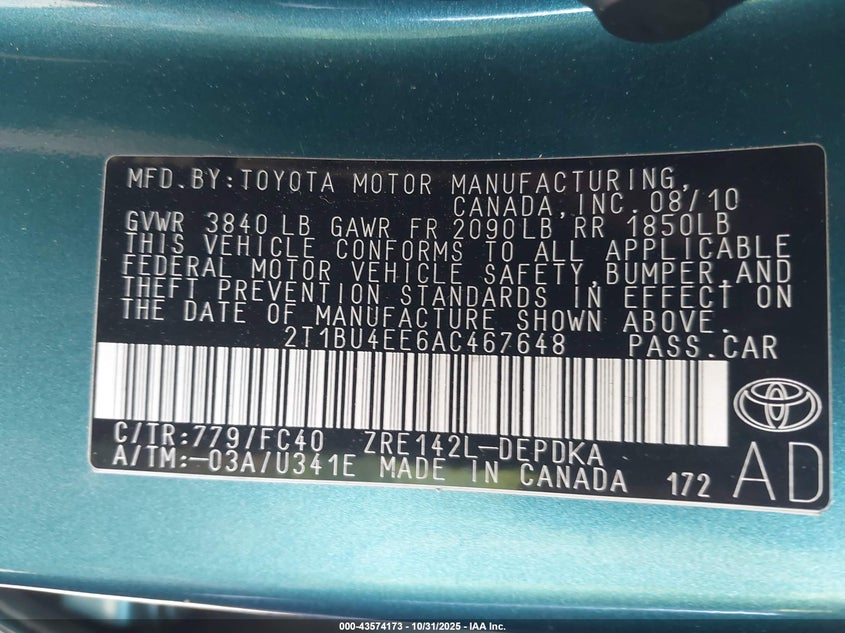 MFD.BY:TOYOTA MOTOR MANUFACTURING,
CANADA,INC. 08/10
GVWR 3840 LB GAWR FR 2090LB RR 1850LB
THIS VEHICLE CONFORMS TO ALL APPLICABLE
FEDERAL MOTOR VEHICLE SAFETY,BUMPER,AND
THEFT PREVENTION STANDARDS IN EFFECT ON
THE DATE OF MANUFACTURE SHOWN ABOVE.
2T1BU4EE6AC467648 PASS.CAR
C/TR:779/FC40 ZRE142L-DEPDKA
A/TM:-03A/U341E MADE IN CANADA 172 AD
000-43574173 - 10/31/2025 - IAA Inc.